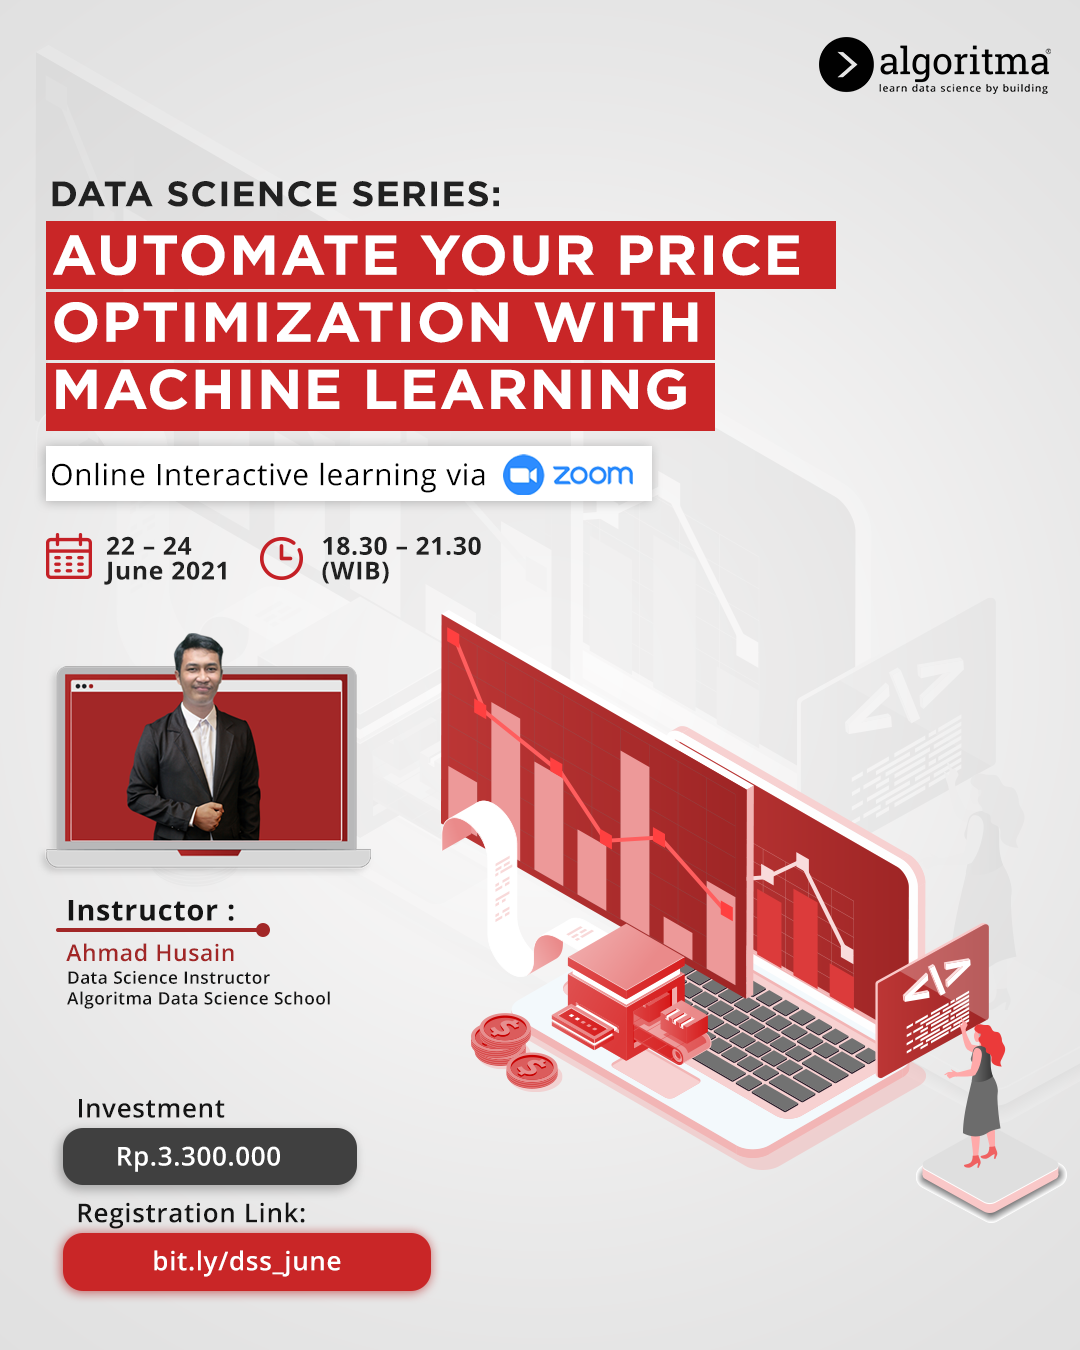 algoritma®
learn data science by building
DATA SCIENCE SERIES:
AUTOMATE YOUR PRICE
OPTIMIZATION WITH
MACHINE LEARNING
Online Interactive learning via zoom
22 – 24
June 2021
18.30 – 21.30
(WIB)
Instructor :
Ahmad Husain
Data Science Instructor
Algoritma Data Science School
Investment
Rp.3.300.000
Registration Link:
bit.ly/dss_june